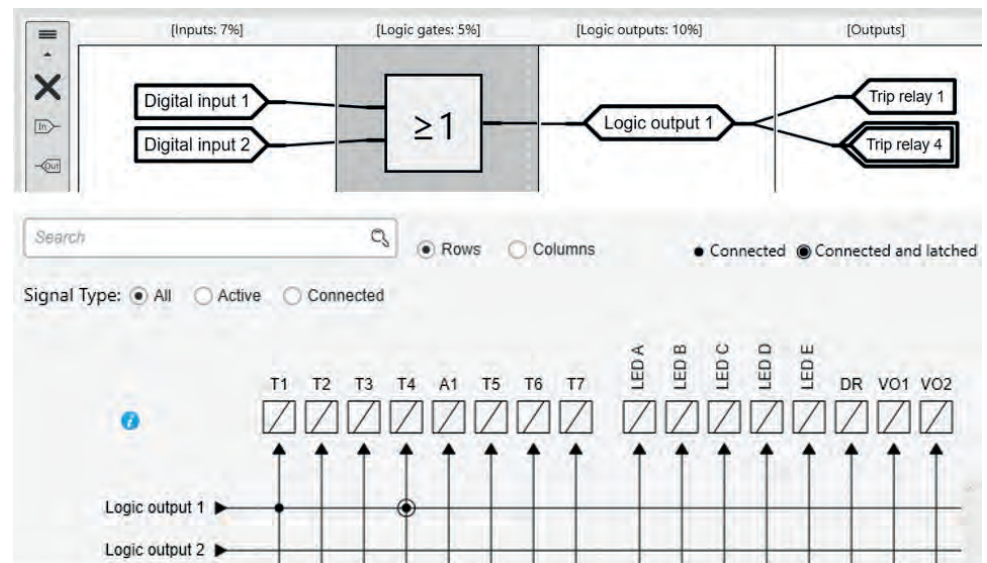 [Inputs: 7%] [Logic gates: 5%] [Logic outputs: 10%] [Outputs]
Digital input 1
Digital input 2
≥1
Logic output 1
Trip relay 1
Trip relay 4
In
Out
Search
Rows Columns Connected Connected and latched
Signal Type: All Active Connected
T1 T2 T3 T4 A1 T5 T6 T7 LED A LED B LED C LED D LED E DR VO1 VO2
i
Logic output 1
Logic output 2